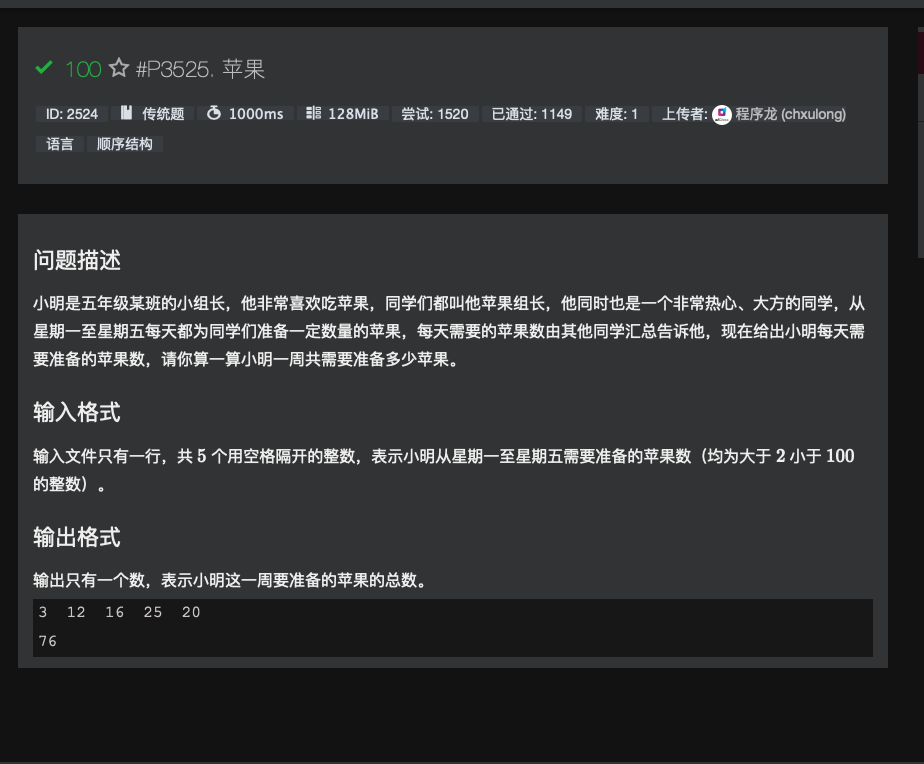 100 #P3525. 苹果
ID: 2524 传统题 1000ms 128MiB 尝试: 1520 已通过: 1149 难度: 1 上传者: 程序龙 (chxulong)
语言 顺序结构
问题描述
小明是五年级某班的小组长，他非常喜欢吃苹果，同学们都叫他苹果组长，他同时也是一个非常热心、大方的同学，从
星期一至星期五每天都为同学们准备一定数量的苹果，每天需要的苹果数由其他同学汇总告诉他，现在给出小明每天需
要准备的苹果数，请你算一算小明一周共需要准备多少苹果。
输入格式
输入文件只有一行，共 5 个用空格隔开的整数，表示小明从星期一至星期五需要准备的苹果数（均为大于 2 小于 100
的整数）。
输出格式
输出只有一个数，表示小明这一周要准备的苹果的总数。
3 12 16 25 20
76